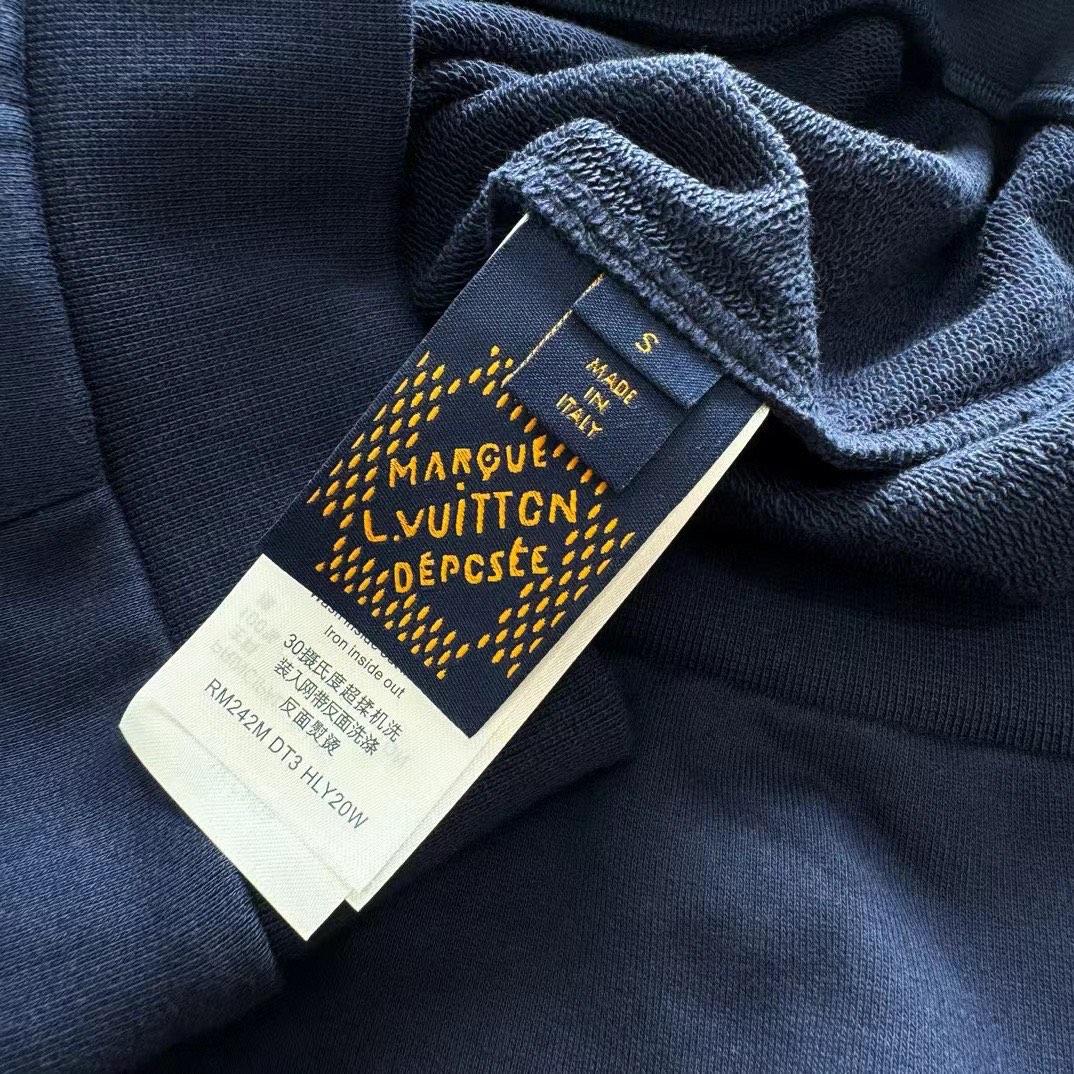 S
MADE
IN
ITALY
MARQUE
L.VUITTON
DÉPOSÉE
Iron inside out
30摄氏度超柔机洗
装入网带反面洗涤
反面熨烫
RM242M DT3 HLY20W